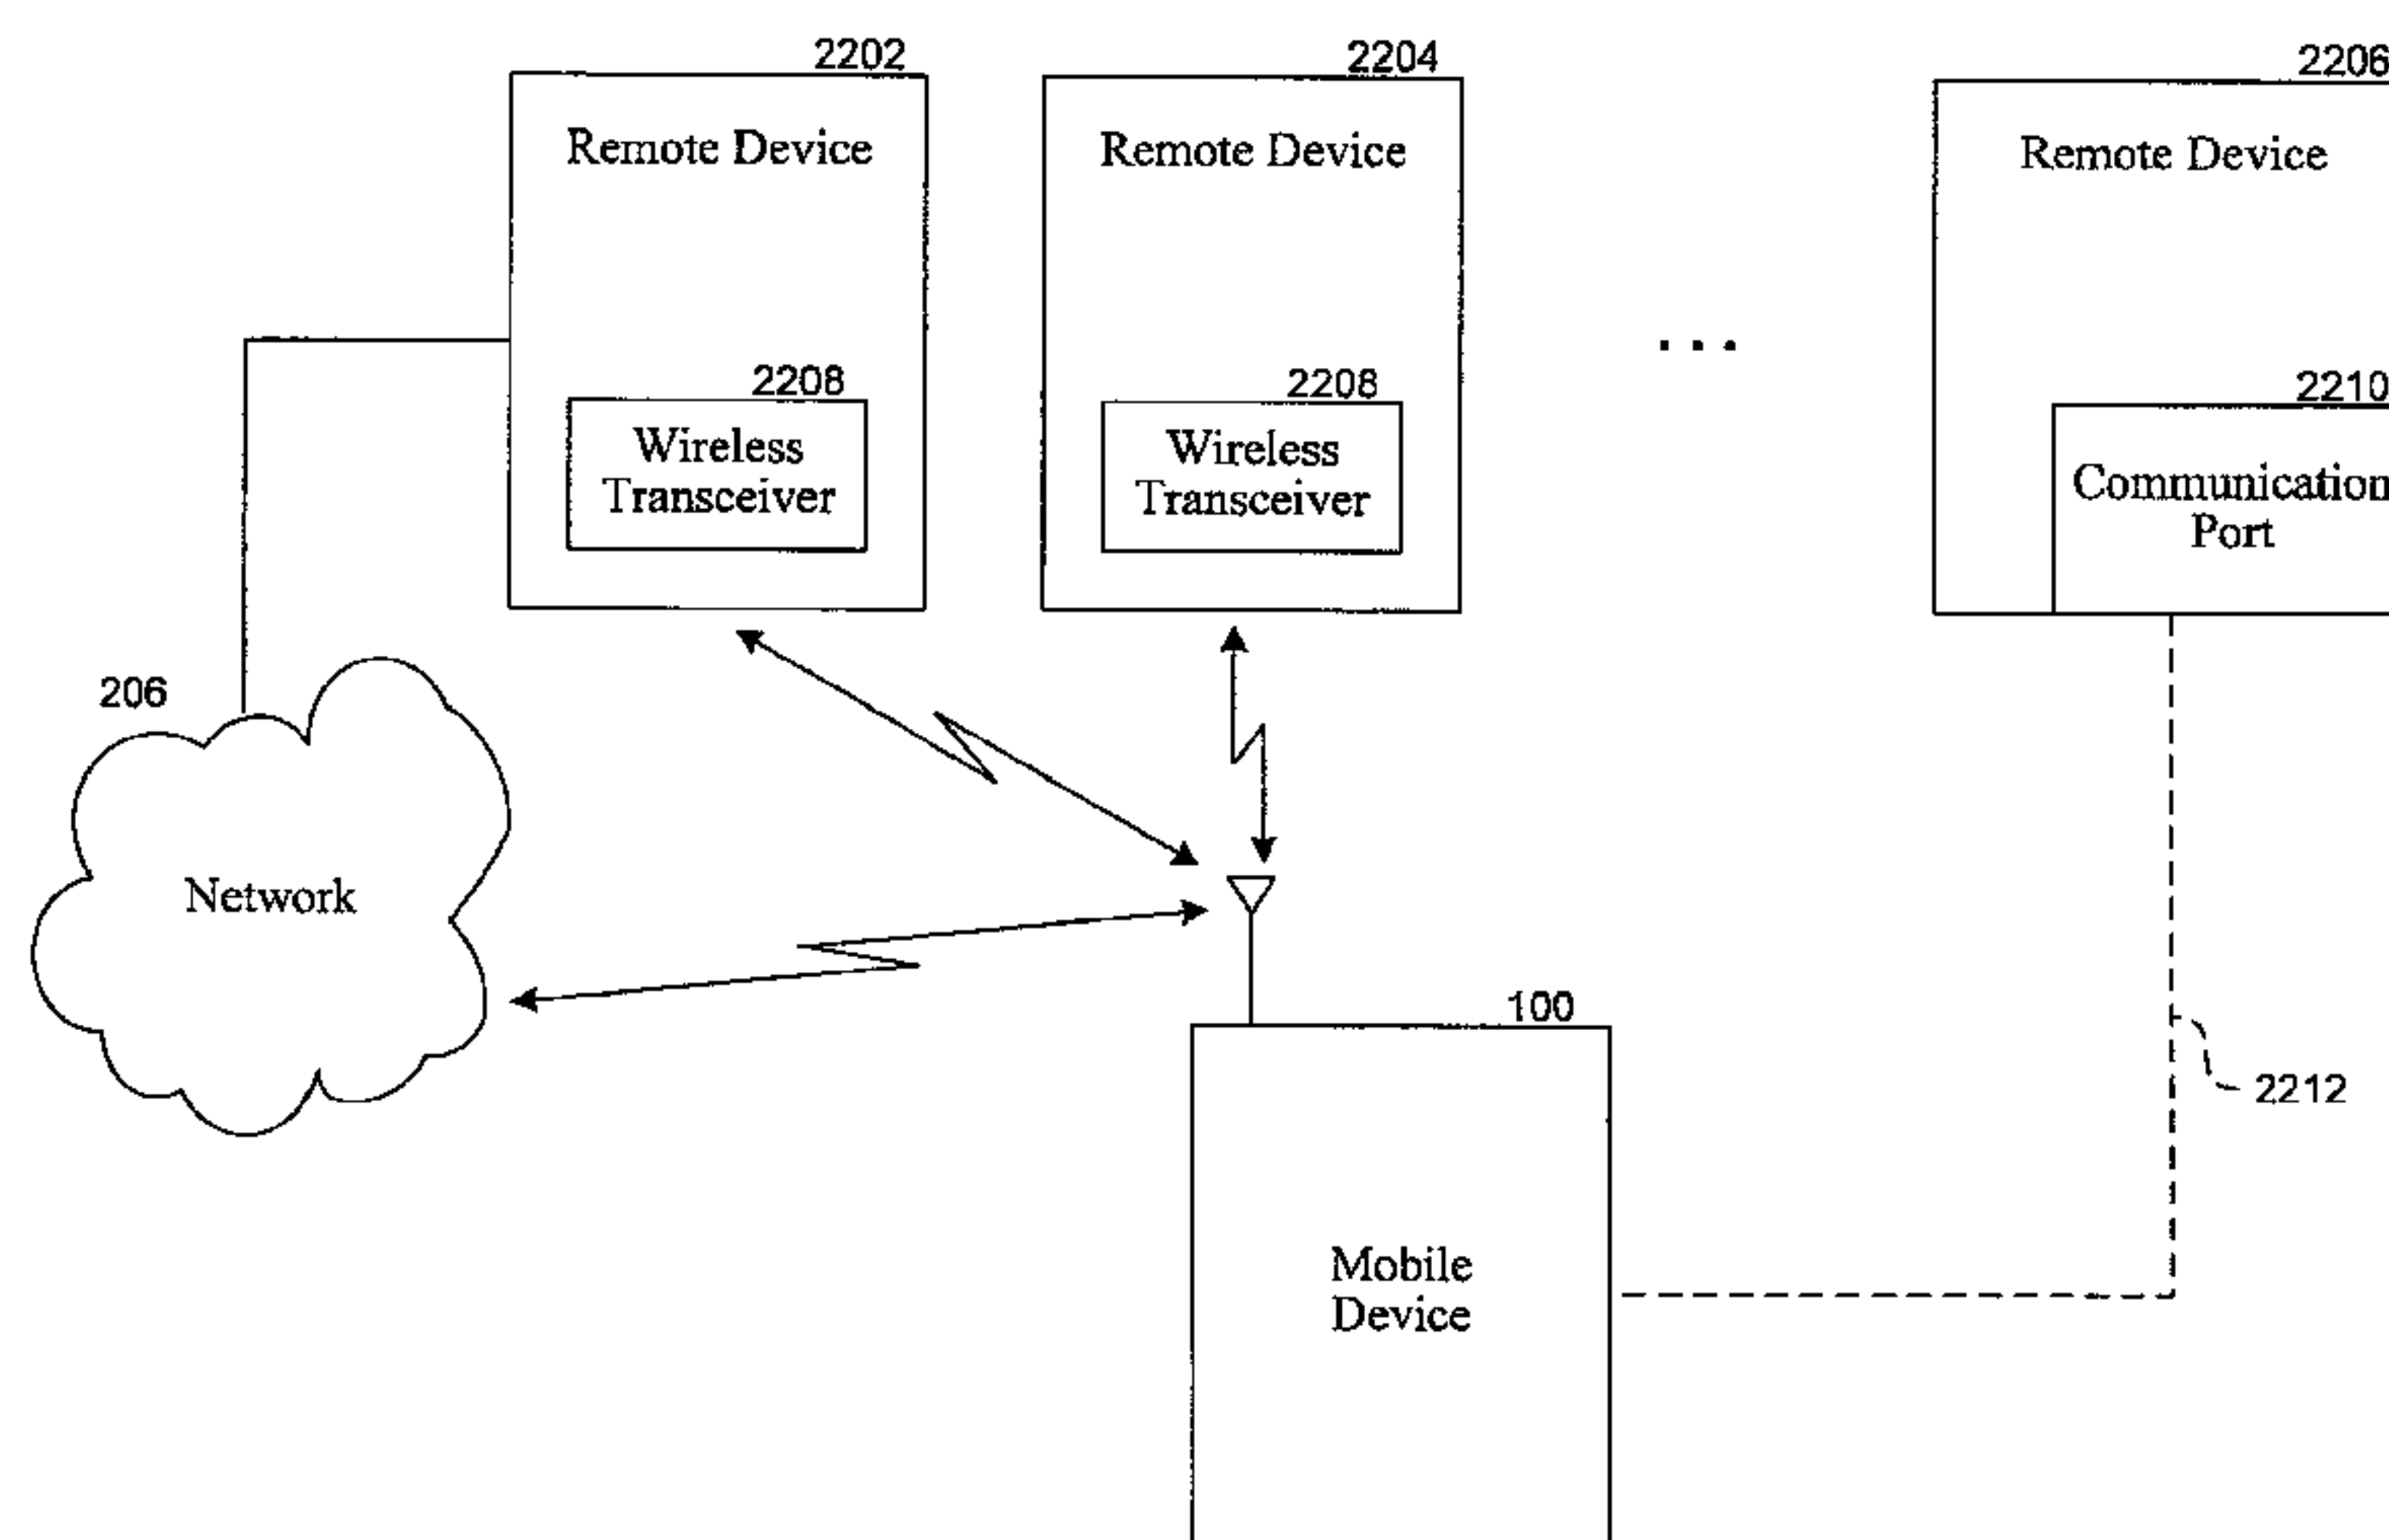 2202
2204
2206
Remote Device
Remote Device
Remote Device
2208
2208
2210
Wireless
Transceiver
Wireless
Transceiver
Communication
Port
206
Network
100
2212
Mobile
Device